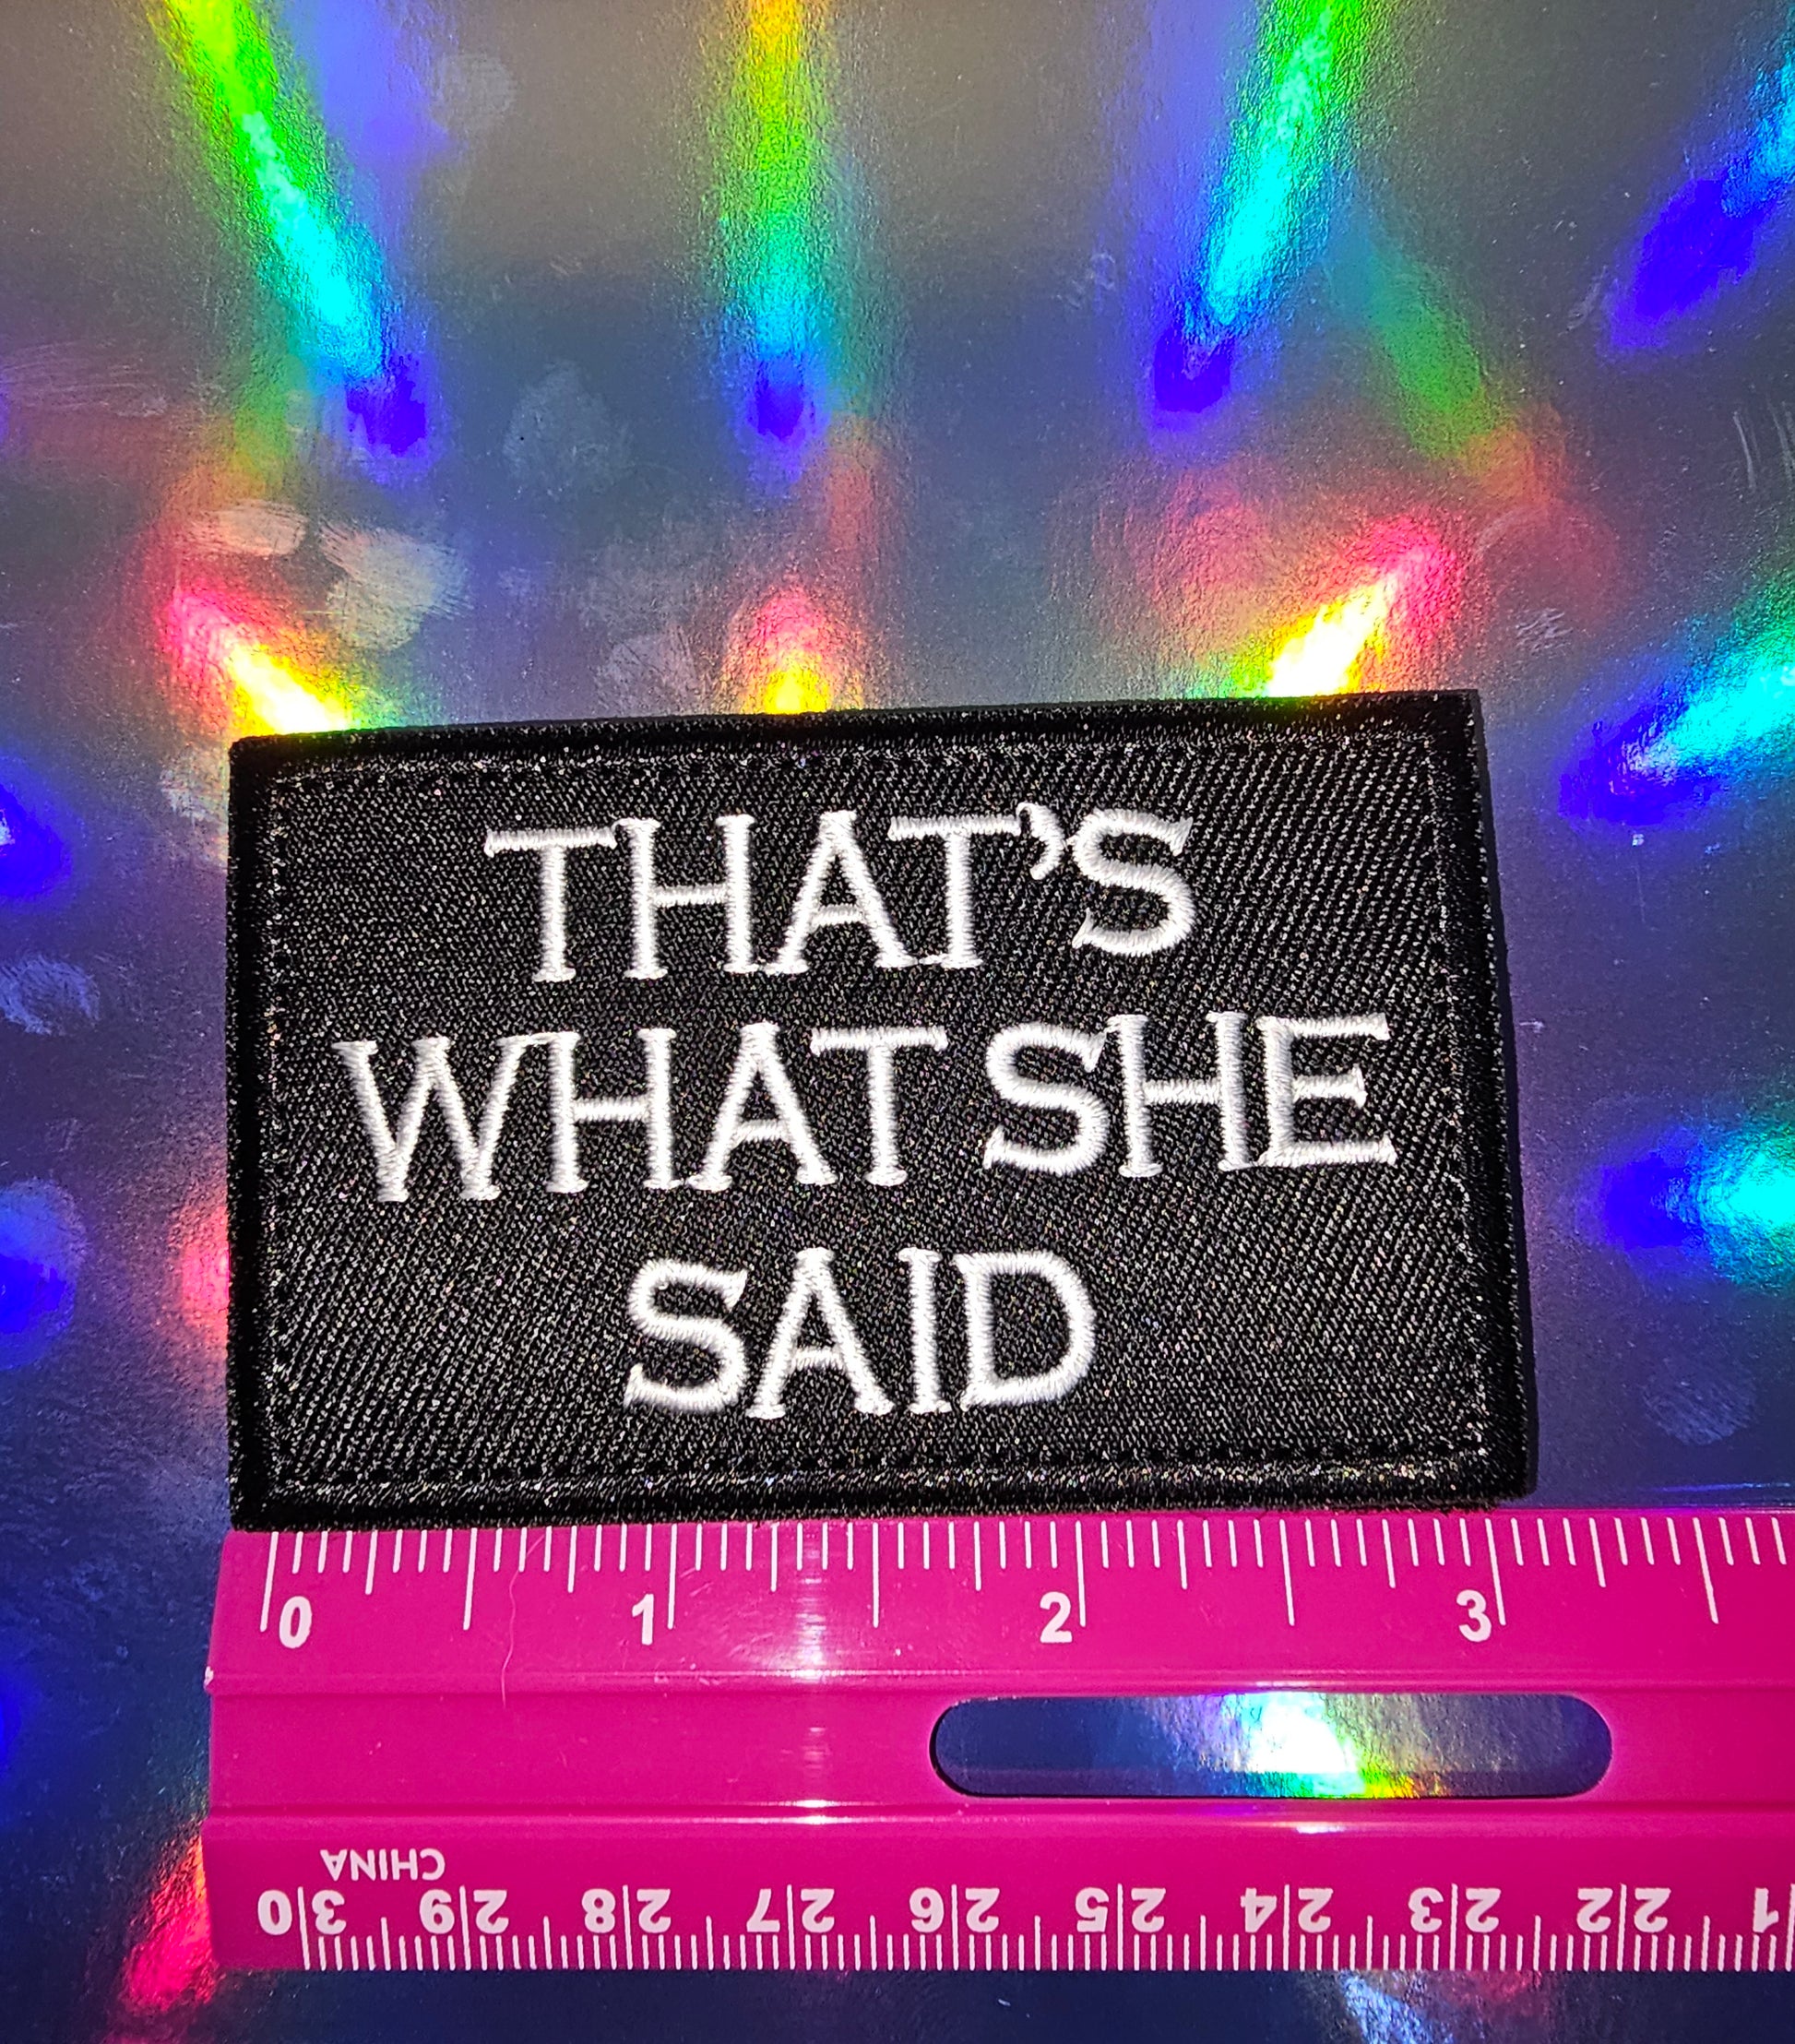 THAT'S
WHAT SHE
SAID
0 1 2 3
CHINA
30 29 28 27 26 25 24 23 22